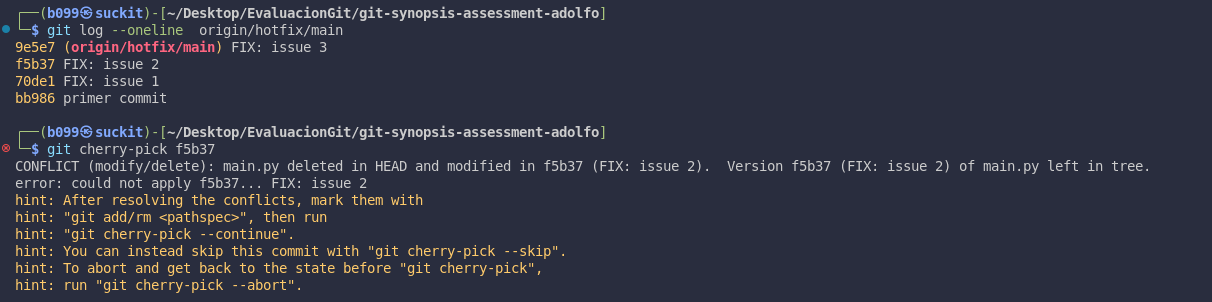 ┌──(b099㉿suckit)-[~/Desktop/EvaluacionGit/git-synopsis-assessment-adolfo]
└─$ git log --oneline  origin/hotfix/main
9e5e7 (origin/hotfix/main) FIX: issue 3
f5b37 FIX: issue 2
70de1 FIX: issue 1
bb986 primer commit
┌──(b099㉿suckit)-[~/Desktop/EvaluacionGit/git-synopsis-assessment-adolfo]
└─$ git cherry-pick f5b37
CONFLICT (modify/delete): main.py deleted in HEAD and modified in f5b37 (FIX: issue 2).  Version f5b37 (FIX: issue 2) of main.py left in tree.
error: could not apply f5b37... FIX: issue 2
hint: After resolving the conflicts, mark them with
hint: "git add/rm <pathspec>", then run
hint: "git cherry-pick --continue".
hint: You can instead skip this commit with "git cherry-pick --skip".
hint: To abort and get back to the state before "git cherry-pick",
hint: run "git cherry-pick --abort".